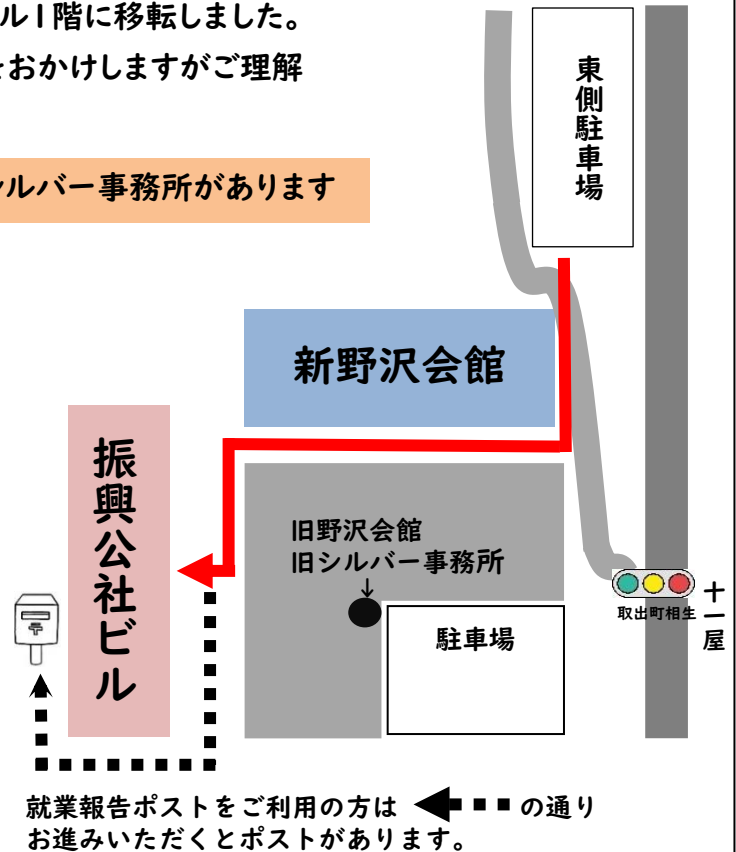 ル1階に移転しました。
をおかけしますがご理解
シルバー事務所があります
東側駐車場
新野沢会館
振興公社ビル
旧野沢会館
旧シルバー事務所
↓
駐車場
取出町相生
十一屋
〒
就業報告ポストをご利用の方は の通り
お進みいただくとポストがあります。